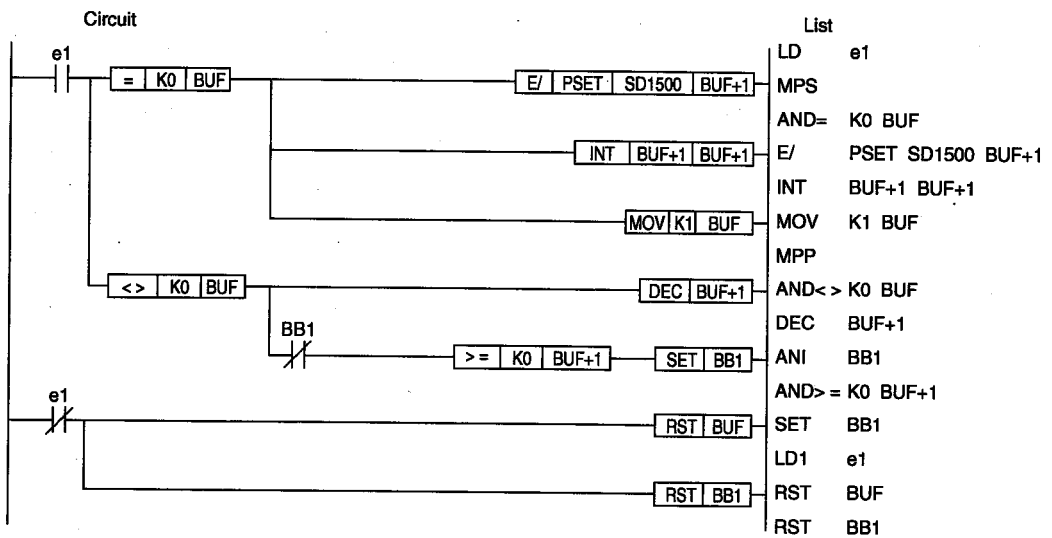 Circuit
List
e1
= K0 BUF
E/ PSET SD1500 BUF+1
INT BUF+1 BUF+1
MOV K1 BUF
<> K0 BUF
DEC BUF+1
BB1
>= K0 BUF+1
SET BB1
e1
RST BUF
RST BB1
LD e1
MPS
AND= K0 BUF
E/ PSET SD1500 BUF+1
INT BUF+1 BUF+1
MOV K1 BUF
MPP
AND<> K0 BUF
DEC BUF+1
ANI BB1
AND>= K0 BUF+1
SET BB1
LD1 e1
RST BUF
RST BB1